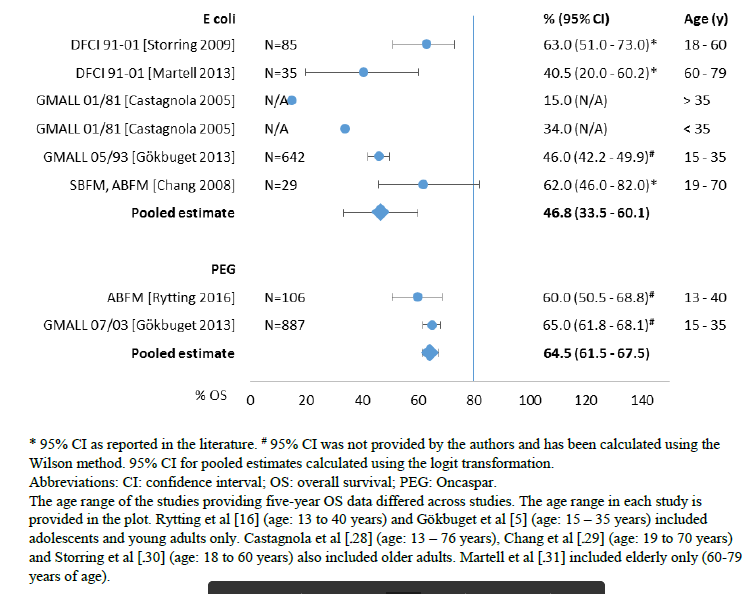 E coli % (95% CI) Age (y)
DFCI 91-01 [Storring 2009] N=85 63.0 (51.0 - 73.0)* 18 - 60
DFCI 91-01 [Martell 2013] N=35 40.5 (20.0 - 60.2)* 60 - 79
GMALL 01/81 [Castagnola 2005] N/A 15.0 (N/A) > 35
GMALL 01/81 [Castagnola 2005] N/A 34.0 (N/A) < 35
GMALL 05/93 [Gökbuget 2013] N=642 46.0 (42.2 - 49.9)# 15 - 35
SBFM, ABFM [Chang 2008] N=29 62.0 (46.0 - 82.0)* 19 - 70
Pooled estimate 46.8 (33.5 - 60.1)
PEG
ABFM [Rytting 2016] N=106 60.0 (50.5 - 68.8)# 13 - 40
GMALL 07/03 [Gökbuget 2013] N=887 65.0 (61.8 - 68.1)# 15 - 35
Pooled estimate 64.5 (61.5 - 67.5)
% OS 0 20 40 60 80 100 120 140
* 95% CI as reported in the literature. # 95% CI was not provided by the authors and has been calculated using the
Wilson method. 95% CI for pooled estimates calculated using the logit transformation.
Abbreviations: CI: confidence interval; OS: overall survival; PEG: Oncaspar.
The age range of the studies providing five-year OS data differed across studies. The age range in each study is
provided in the plot. Rytting et al [16] (age: 13 to 40 years) and Gökbuget et al [5] (age: 15 – 35 years) included
adolescents and young adults only. Castagnola et al [.28] (age: 13 – 76 years), Chang et al [.29] (age: 19 to 70 years)
and Storring et al [.30] (age: 18 to 60 years) also included older adults. Martell et al [.31] included elderly only (60-79
years of age).